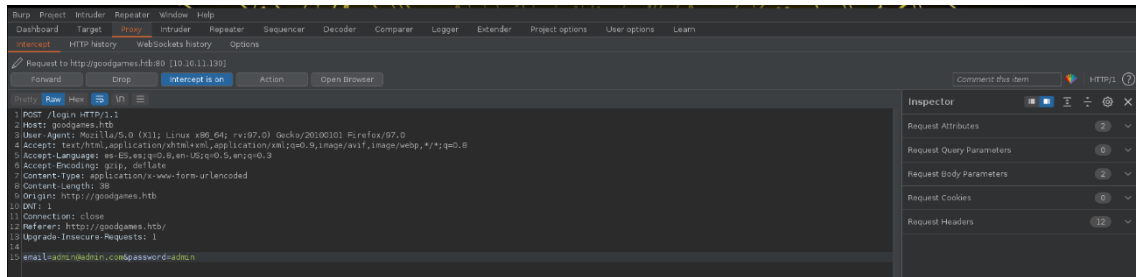 Burp Project Intruder Repeater Window Help
Dashboard Target Proxy Intruder Repeater Sequencer Decoder Comparer Logger Extender Project options User options Learn
Intercept HTTP history WebSockets history Options
Request to http://goodgames.htb:80 [10.10.11.130]
Forward Drop Intercept is on Action Open Browser Comment this item HTTP/1 ?
Pretty Raw Hex \n
Inspector
1 POST /login HTTP/1.1
2 Host: goodgames.htb
3 User-Agent: Mozilla/5.0 (X11; Linux x86_64; rv:97.0) Gecko/20100101 Firefox/97.0
4 Accept: text/html,application/xhtml+xml,application/xml;q=0.9,image/avif,image/webp,*/*;q=0.8
5 Accept-Language: es-ES,es;q=0.8,en-US;q=0.5,en;q=0.3
6 Accept-Encoding: gzip, deflate
7 Content-Type: application/x-www-form-urlencoded
8 Content-Length: 38
9 Origin: http://goodgames.htb
10 DNT: 1
11 Connection: close
12 Referer: http://goodgames.htb/
13 Upgrade-Insecure-Requests: 1
14
15 email=admin@admin.com&password=admin
Request Attributes 2
Request Query Parameters 0
Request Body Parameters 2
Request Cookies 0
Request Headers 12